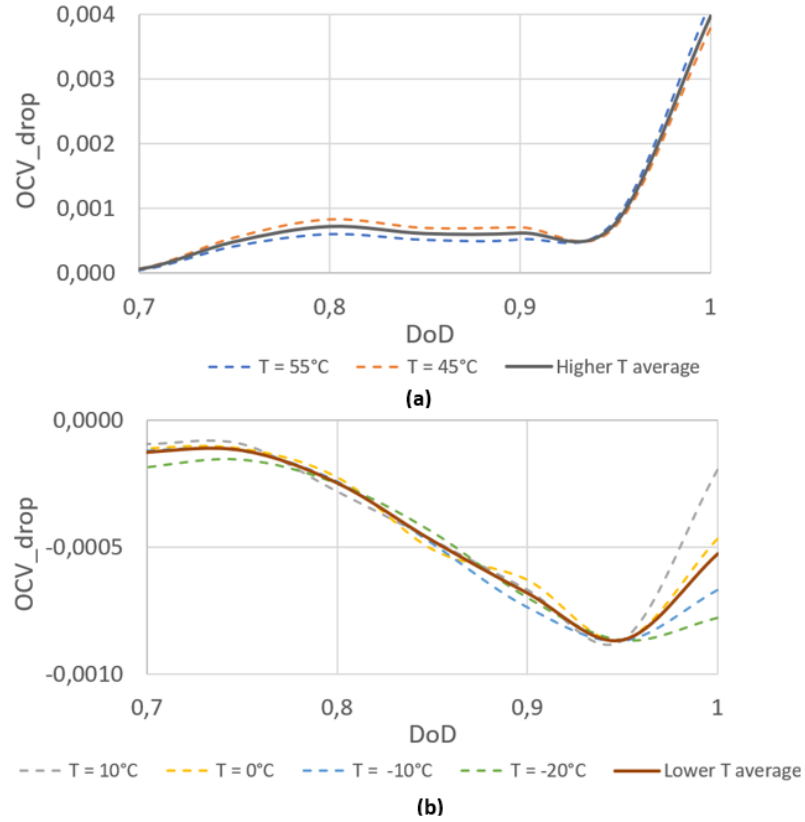 0,004
0,003
0,002
0,001
0,000
OCV_drop
0,7 0,8 0,9 1
DoD
T = 55°C T = 45°C Higher T average
(a)
0,0000
-0,0005
-0,0010
OCV_drop
0,7 0,8 0,9 1
DoD
T = 10°C T = 0°C T = -10°C T = -20°C Lower T average
(b)